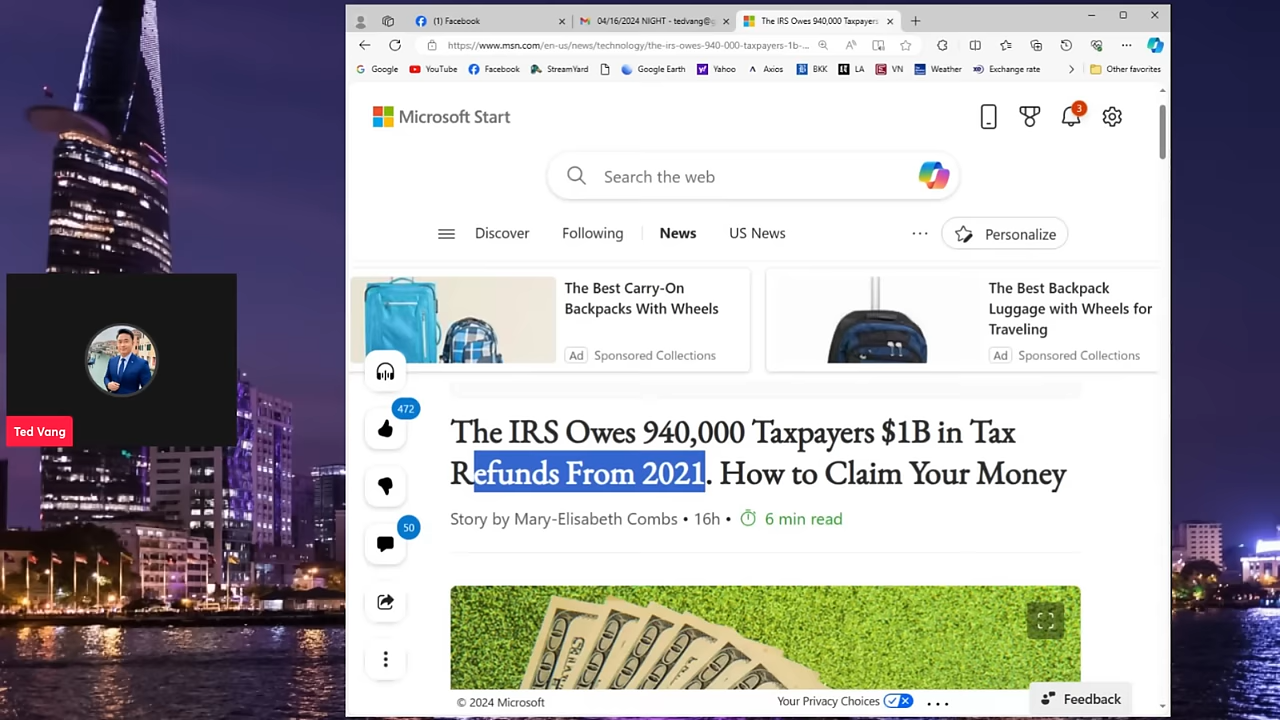 (1) Facebook
04/16/2024 NIGHT - tedvang@g
The IRS Owes 940,000 Taxpayers
https://www.msn.com/en-us/news/technology/the-irs-owes-940-000-taxpayers-1b-...
Google
YouTube
Facebook
StreamYard
Google Earth
Yahoo
Axios
BKK
LA
VN
Weather
Exchange rate
Other favorites
Microsoft Start
3
Search the web
Discover
Following
News
US News
Personalize
The Best Carry-On
Backpacks With Wheels
Ad Sponsored Collections
The Best Backpack
Luggage with Wheels for
Traveling
Ad Sponsored Collections
472
50
Ted Vang
The IRS Owes 940,000 Taxpayers $1B in Tax
Refunds From 2021. How to Claim Your Money
Story by Mary-Elisabeth Combs • 16h • 6 min read
© 2024 Microsoft
Your Privacy Choices
Feedback